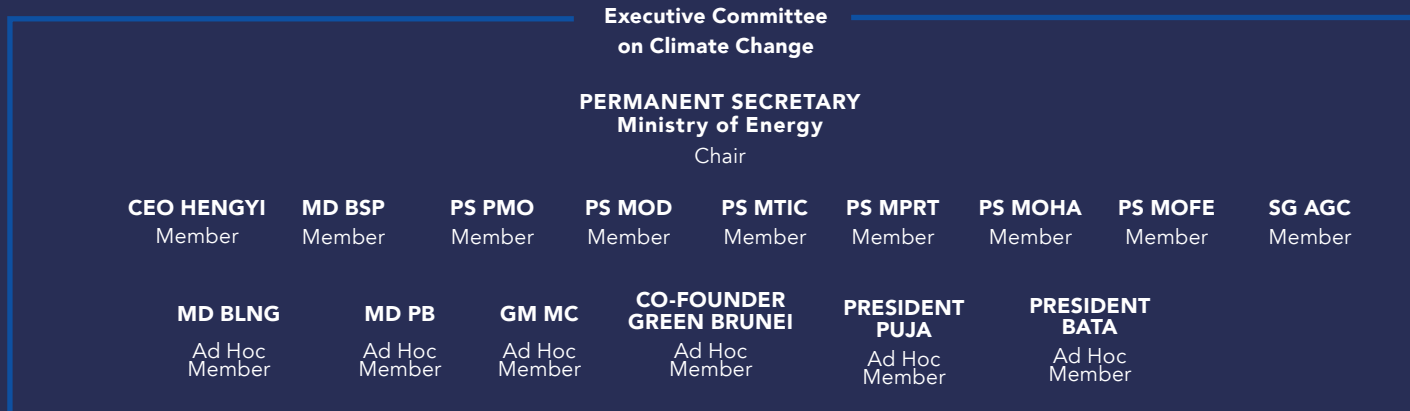 Executive Committee
on Climate Change
PERMANENT SECRETARY
Ministry of Energy
Chair
CEO HENGYI MD BSP PS PMO PS MOD PS MTIC PS MPRT PS MOHA PS MOFE SG AGC
Member Member Member Member Member Member Member Member Member
MD BLNG MD PB GM MC CO-FOUNDER GREEN BRUNEI PRESIDENT PUJA PRESIDENT BATA
Ad Hoc Member Ad Hoc Member Ad Hoc Member Ad Hoc Member Ad Hoc Member Ad Hoc Member